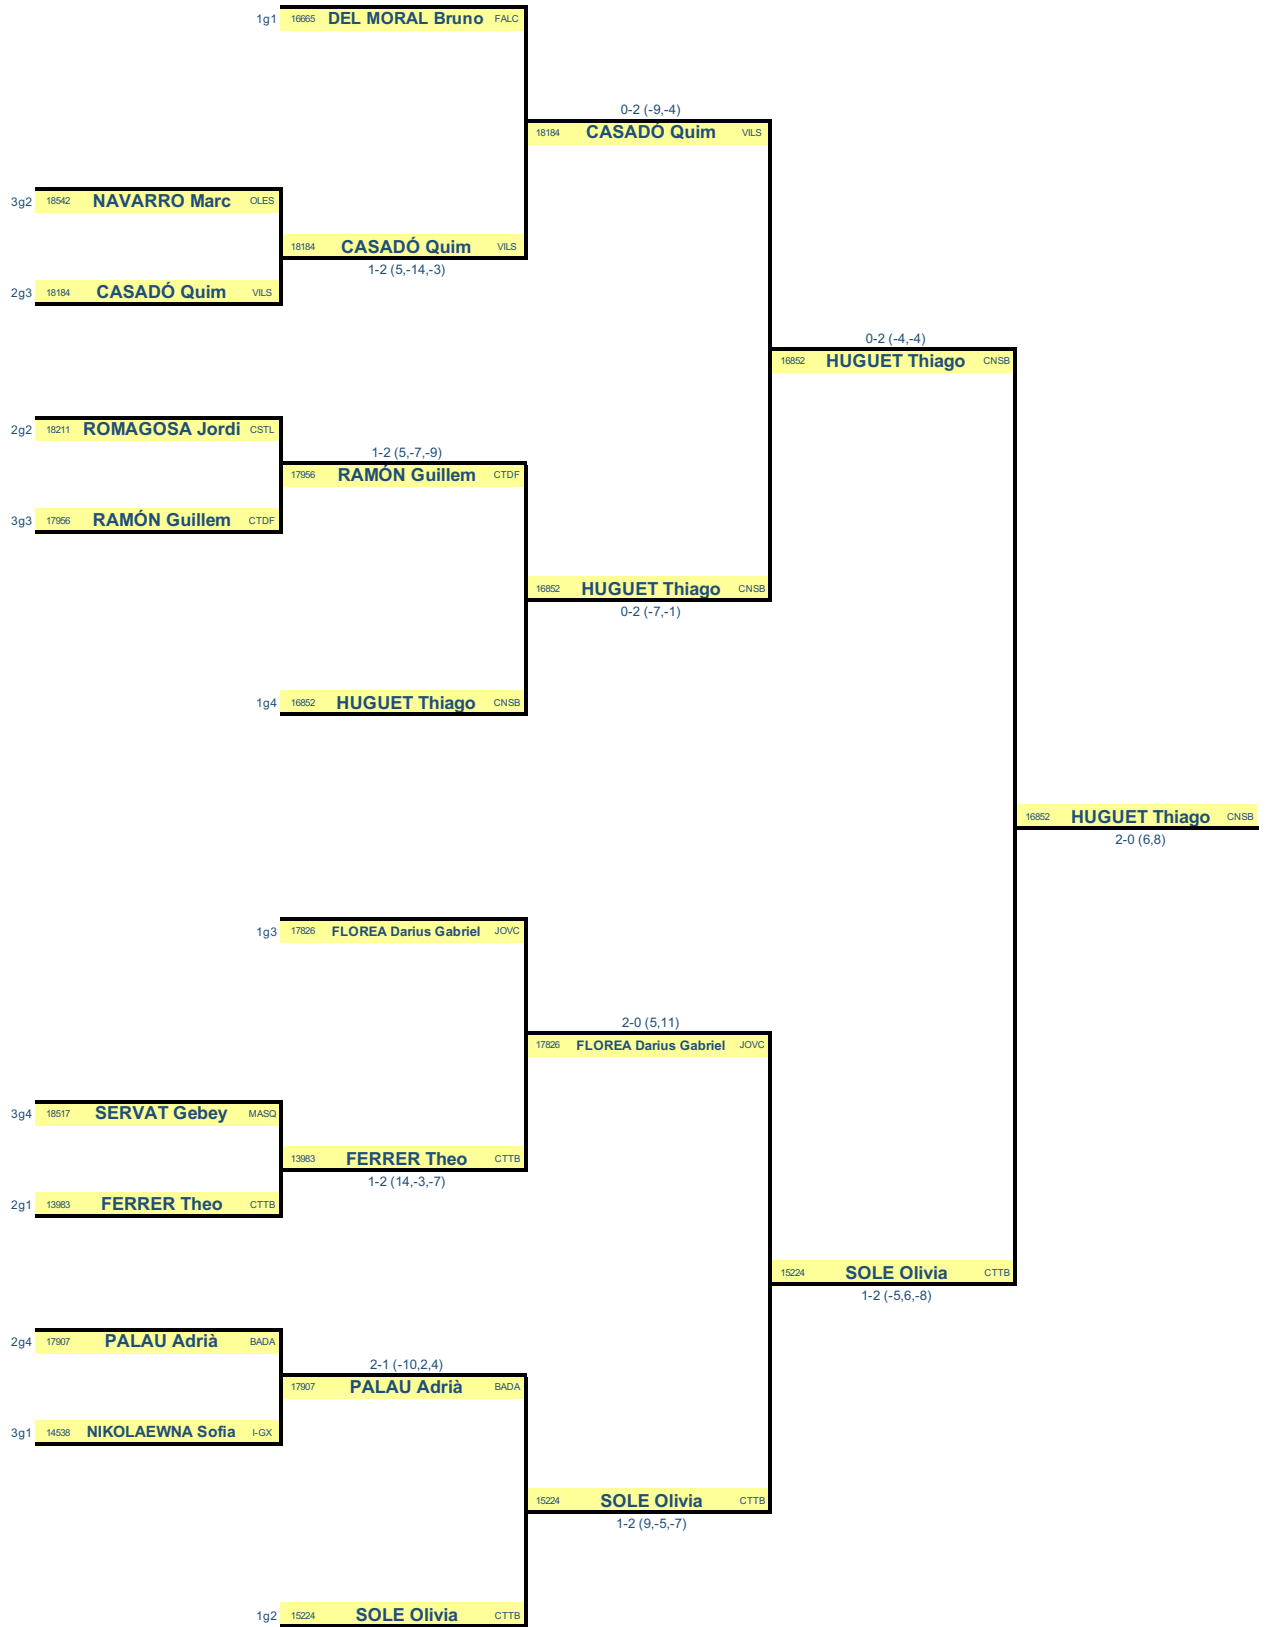 1g1 16665 DEL MORAL Bruno FALC
0-2 (-9,-4)
18184 CASADÓ Quim VILS
3g2 18542 NAVARRO Marc OLES
18184 CASADÓ Quim VILS
1-2 (5,-14,-3)
2g3 18184 CASADÓ Quim VILS
0-2 (-4,-4)
16852 HUGUET Thiago CNSB
2g2 18211 ROMAGOSA Jordi CSTL
1-2 (5,-7,-9)
17956 RAMÓN Guillem CTDF
3g3 17956 RAMÓN Guillem CTDF
16852 HUGUET Thiago CNSB
0-2 (-7,-1)
1g4 16852 HUGUET Thiago CNSB
16852 HUGUET Thiago CNSB
2-0 (6,8)
1g3 17826 FLOREA Darius Gabriel JOVC
2-0 (5,11)
17826 FLOREA Darius Gabriel JOVC
3g4 18517 SERVAT Gebey MASQ
13983 FERRER Theo CTTB
1-2 (14,-3,-7)
2g1 13983 FERRER Theo CTTB
15224 SOLE Olivia CTTB
1-2 (-5,6,-8)
2g4 17907 PALAU Adrià BADA
2-1 (-10,2,4)
17907 PALAU Adrià BADA
3g1 14538 NIKOLAEWNA Sofia I-GX
15224 SOLE Olivia CTTB
1-2 (9,-5,-7)
1g2 15224 SOLE Olivia CTTB